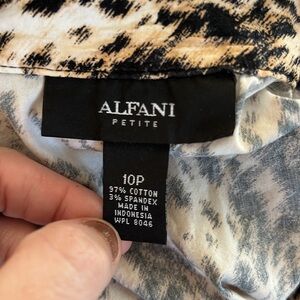 ALFANI
PETITE
10P
97% COTTON
3% SPANDEX
MADE IN
INDONESIA
WPL 8046